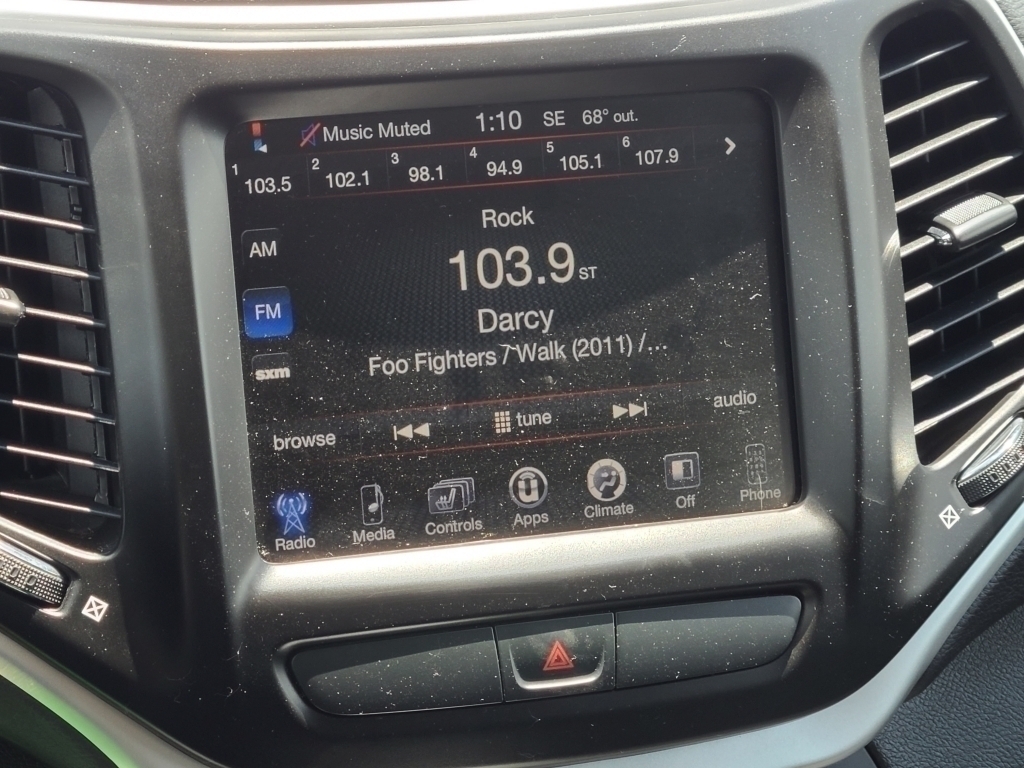 Music Muted 1:10 SE 68° out.
1 103.5 2 102.1 3 98.1 4 94.9 5 105.1 6 107.9
Rock
AM
103.9 ST
FM
Darcy
Foo Fighters / Walk (2011) /...
sxm
browse tune audio
Radio Media Controls Apps Climate Off Phone